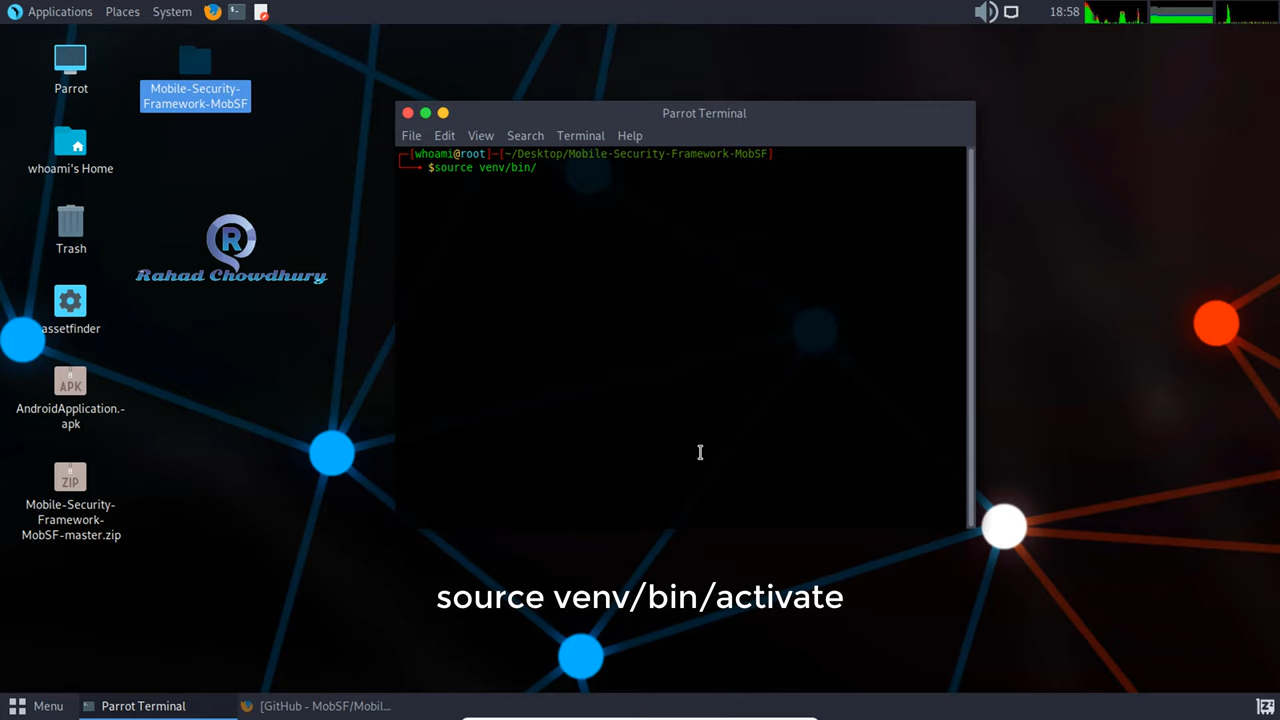 Applications Places System 18:58
Parrot
Mobile-Security-
Framework-MobSF
whoami's Home
Trash
Rahad Chowdhury
assetfinder
APK
AndroidApplication.-
apk
ZIP
Mobile-Security-
Framework-
MobSF-master.zip
Parrot Terminal
File Edit View Search Terminal Help
[whoami@root]-[~/Desktop/Mobile-Security-Framework-MobSF]
$source venv/bin/
source venv/bin/activate
Menu Parrot Terminal [GitHub - MobSF/Mobil...